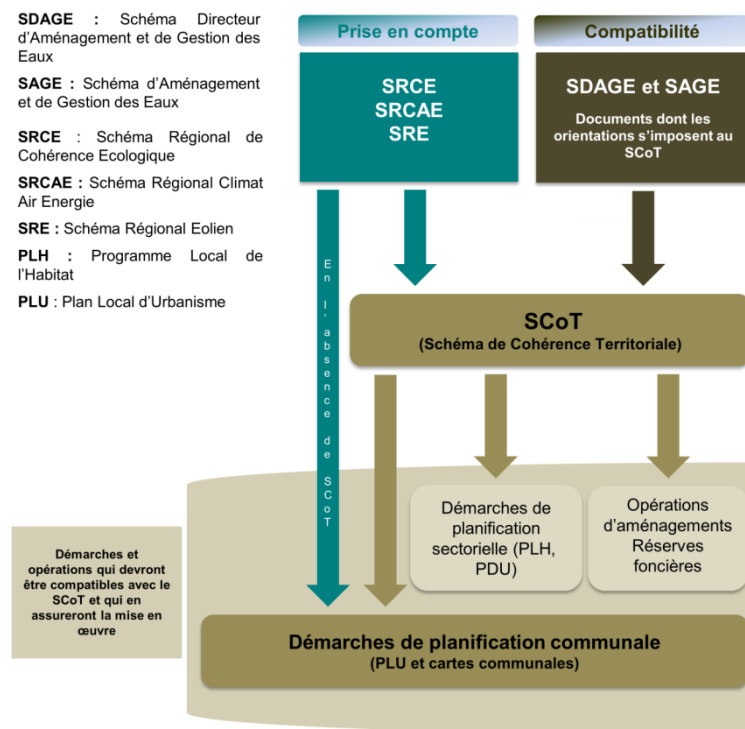 SDAGE : Schéma Directeur
d'Aménagement et de Gestion des
Eaux
SAGE : Schéma d'Aménagement
et de Gestion des Eaux
SRCE : Schéma Régional de
Cohérence Ecologique
SRCAE : Schéma Régional Climat
Air Energie
SRE : Schéma Régional Eolien
PLH : Programme Local de
l'Habitat
PLU : Plan Local d'Urbanisme
Prise en compte
SRCE
SRCAE
SRE
Compatibilité
SDAGE et SAGE
Documents dont les
orientations s'imposent au
SCoT
En l'absence de SCoT
SCoT
(Schéma de Cohérence Territoriale)
Démarches de
planification
sectorielle (PLH,
PDU)
Opérations
d'aménagements
Réserves
foncières
Démarches et
opérations qui devront
être compatibles avec le
SCoT et qui en
assureront la mise en
œuvre
Démarches de planification communale
(PLU et cartes communales)